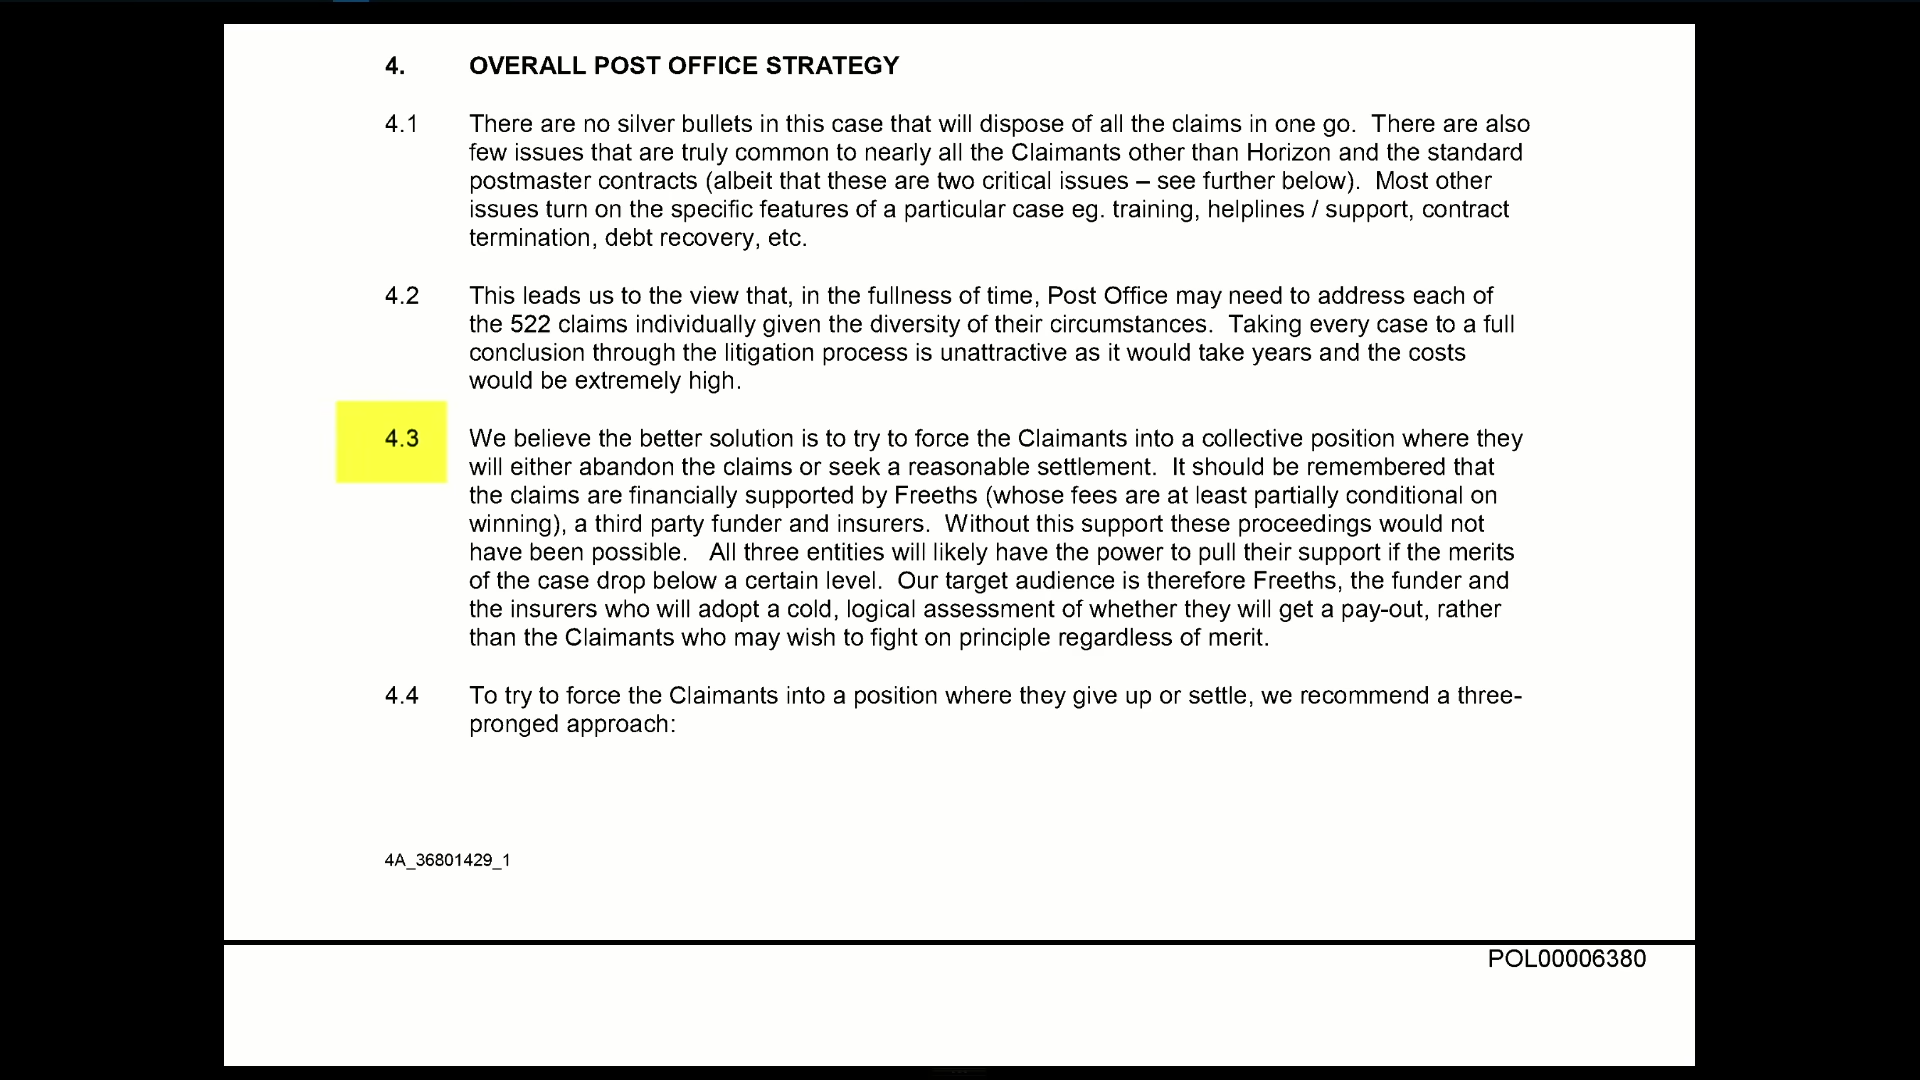 4. OVERALL POST OFFICE STRATEGY
4.1 There are no silver bullets in this case that will dispose of all the claims in one go. There are also
few issues that are truly common to nearly all the Claimants other than Horizon and the standard
postmaster contracts (albeit that these are two critical issues – see further below). Most other
issues turn on the specific features of a particular case eg. training, helplines / support, contract
termination, debt recovery, etc.
4.2 This leads us to the view that, in the fullness of time, Post Office may need to address each of
the 522 claims individually given the diversity of their circumstances. Taking every case to a full
conclusion through the litigation process is unattractive as it would take years and the costs
would be extremely high.
4.3 We believe the better solution is to try to force the Claimants into a collective position where they
will either abandon the claims or seek a reasonable settlement. It should be remembered that
the claims are financially supported by Freeths (whose fees are at least partially conditional on
winning), a third party funder and insurers. Without this support these proceedings would not
have been possible. All three entities will likely have the power to pull their support if the merits
of the case drop below a certain level. Our target audience is therefore Freeths, the funder and
the insurers who will adopt a cold, logical assessment of whether they will get a pay-out, rather
than the Claimants who may wish to fight on principle regardless of merit.
4.4 To try to force the Claimants into a position where they give up or settle, we recommend a three-
pronged approach:
4A_36801429_1
POL00006380